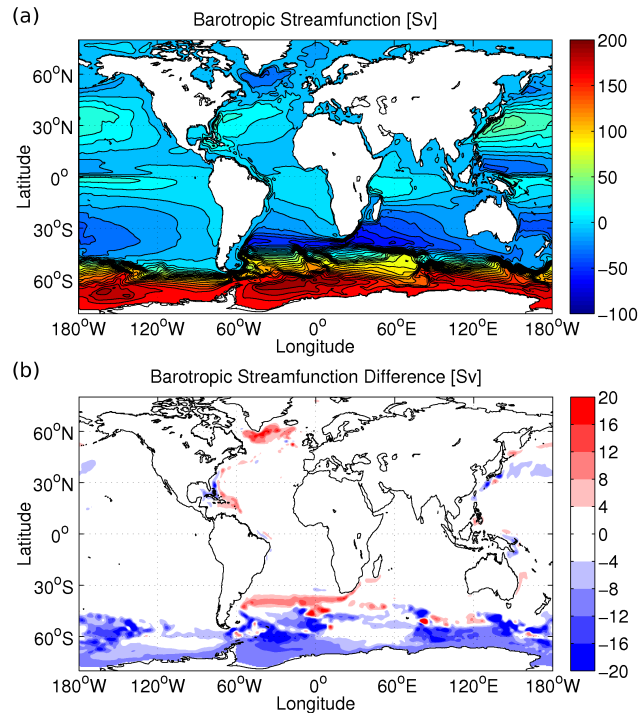 (a)
Barotropic Streamfunction [Sv]
60°N
30°N
0°
30°S
60°S
Latitude
180°W 120°W 60°W 0° 60°E 120°E 180°W
Longitude
200
150
100
50
0
−50
−100
(b)
Barotropic Streamfunction Difference [Sv]
60°N
30°N
0°
30°S
60°S
Latitude
180°W 120°W 60°W 0° 60°E 120°E 180°W
Longitude
20
16
12
8
4
0
−4
−8
−12
−16
−20